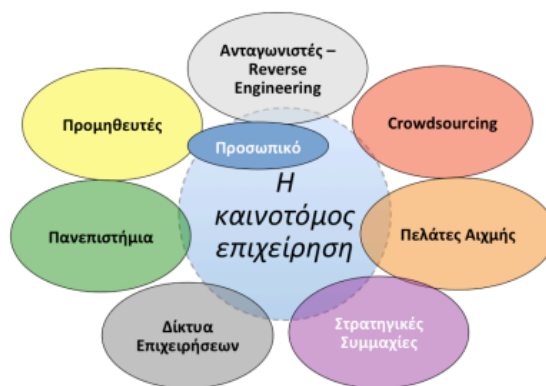 Ανταγωνιστές –
Reverse
Engineering
Προμηθευτές
Crowdsourcing
Προσωπικό
Η
καινοτόμος
επιχείρηση
Πανεπιστήμια
Πελάτες Αιχμής
Δίκτυα
Επιχειρήσεων
Στρατηγικές
Συμμαχίες